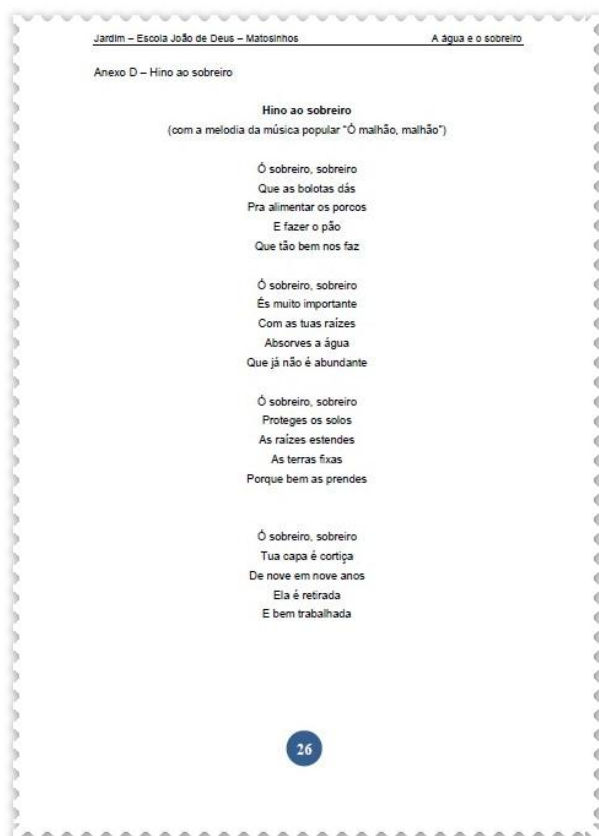 Jardim – Escola João de Deus – Matosinhos A água e o sobreiro
Anexo D – Hino ao sobreiro
Hino ao sobreiro
(com a melodia da música popular “Ó malhão, malhão”)
Ó sobreiro, sobreiro
Que as bolotas dás
Pra alimentar os porcos
E fazer o pão
Que tão bem nos faz
Ó sobreiro, sobreiro
És muito importante
Com as tuas raízes
Absorves a água
Que já não é abundante
Ó sobreiro, sobreiro
Proteges os solos
As raízes estendes
As terras fixas
Porque bem as prendes
Ó sobreiro, sobreiro
Tua capa é cortiça
De nove em nove anos
Ela é retirada
E bem trabalhada
26